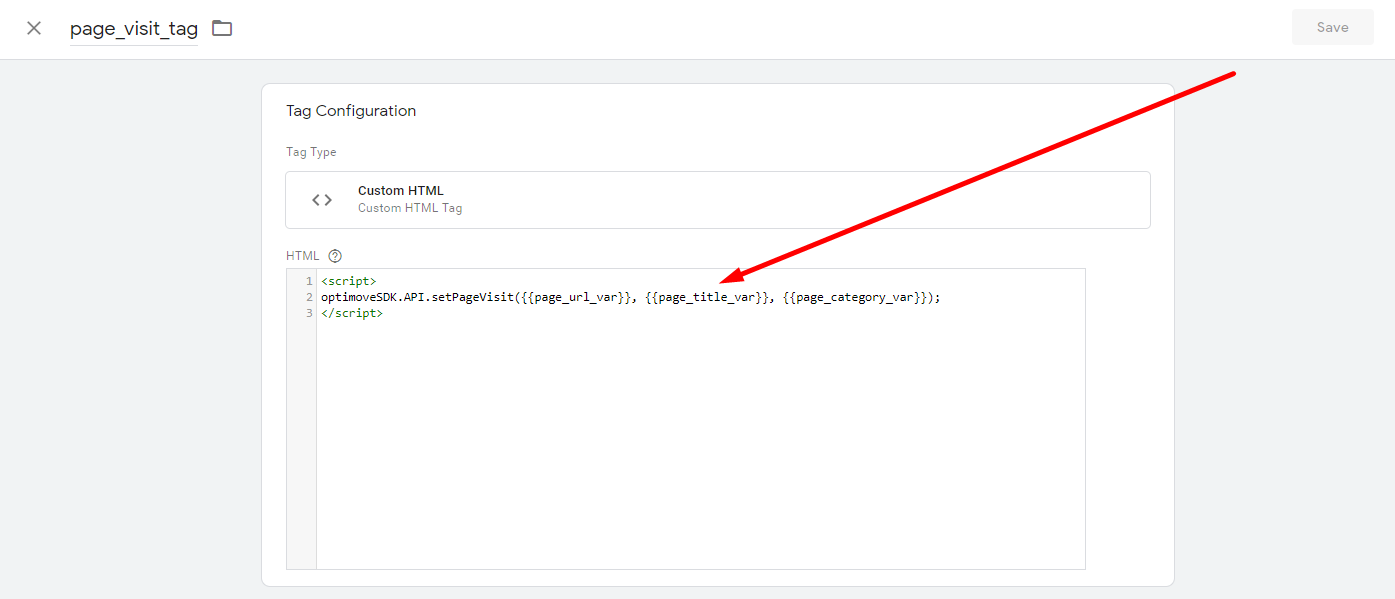 page_visit_tag
Save
Tag Configuration
Tag Type
Custom HTML
Custom HTML Tag
HTML
1 <script>
2 optimoveSDK.API.setPageVisit({{page_url_var}}, {{page_title_var}}, {{page_category_var}});
3 </script>